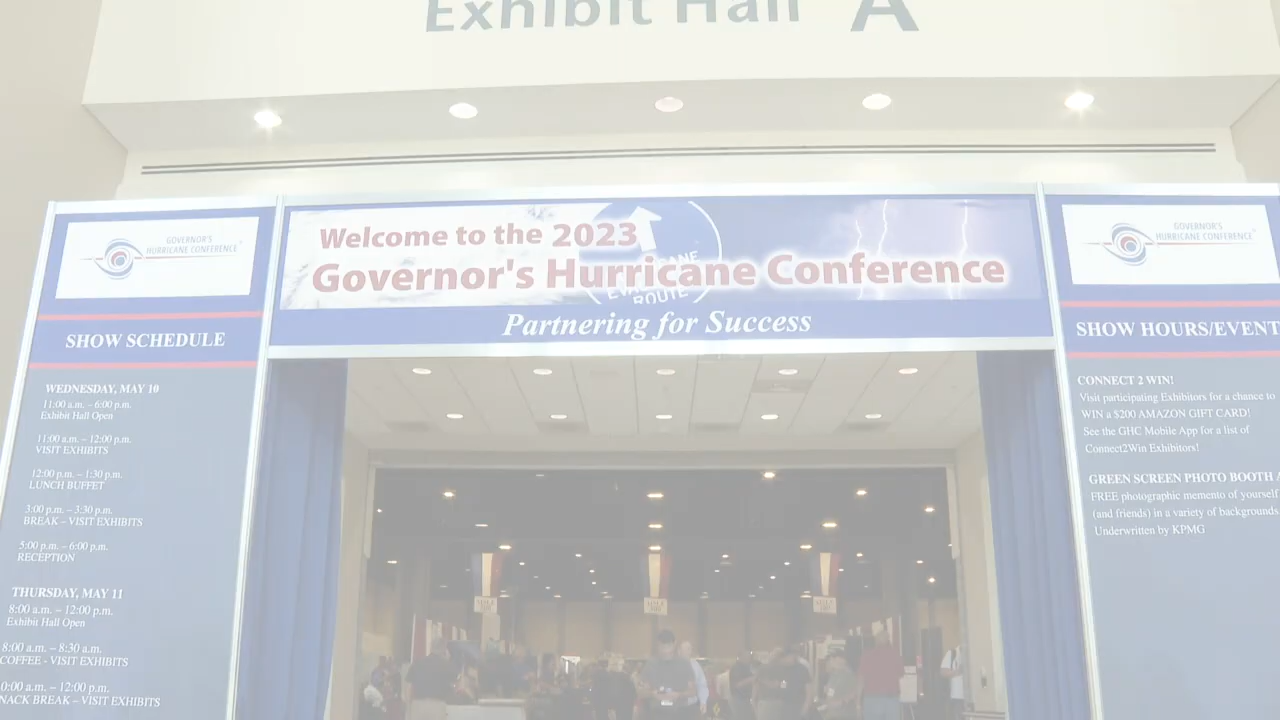 Exhibit Hall A
GOVERNOR'S
HURRICANE CONFERENCE
SHOW SCHEDULE
WEDNESDAY, MAY 10
11:00 a.m. – 6:00 p.m.
Exhibit Hall Open
11:00 a.m. – 12:00 p.m.
VISIT EXHIBITS
12:00 p.m. – 1:30 p.m.
LUNCH BUFFET
3:00 p.m. – 3:30 p.m.
BREAK – VISIT EXHIBITS
5:00 p.m. – 6:00 p.m.
RECEPTION
THURSDAY, MAY 11
8:00 a.m. – 12:00 p.m.
Exhibit Hall Open
8:00 a.m. – 8:30 a.m.
COFFEE - VISIT EXHIBITS
0:00 a.m. – 12:00 p.m.
NACK BREAK – VISIT EXHIBITS
Welcome to the 2023
Governor's Hurricane Conference
ROUTE
Partnering for Success
GOVERNOR'S
HURRICANE CONFERENCE
SHOW HOURS/EVENT
CONNECT 2 WIN!
Visit participating Exhibitors for a chance to
WIN a $200 AMAZON GIFT CARD!
See the GHC Mobile App for a list of
Connect2Win Exhibitors!
GREEN SCREEN PHOTO BOOTH
FREE photographic memento of yourself
(and friends) in a variety of backgrounds.
Underwritten by KPMG